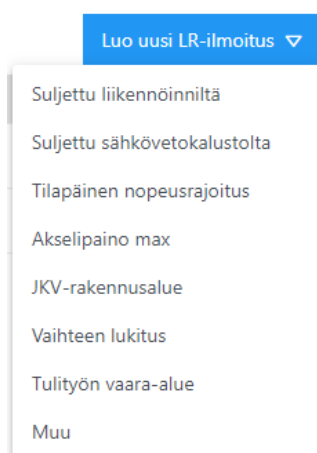 Luo uusi LR-ilmoitus
Suljettu liikennöinniltä
Suljettu sähkövetokalustolta
Tilapäinen nopeusrajoitus
Akselipaino max
JKV-rakennusalue
Vaihteen lukitus
Tulityön vaara-alue
Muu